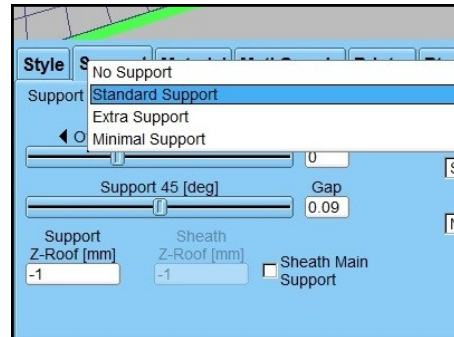 Style
No Support
Support
Standard Support
Extra Support
Minimal Support
0
Support 45 [deg]
Gap
0.09
Support
Z-Roof [mm]
-1
Sheath
Z-Roof [mm]
-1
Sheath Main
Support